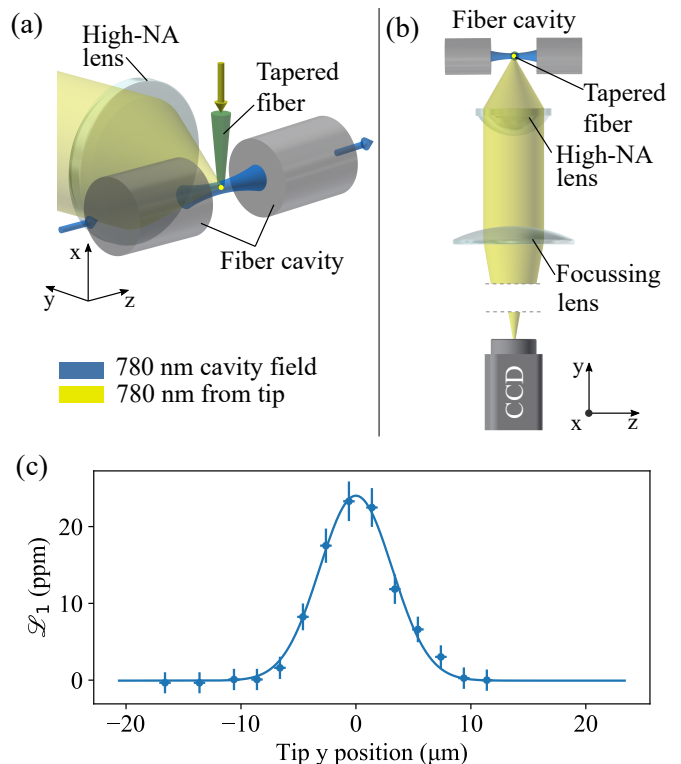 (a)
High-NA
lens
Tapered
fiber
Fiber cavity
x
y
z
780 nm cavity field
780 nm from tip
(b)
Fiber cavity
Tapered
fiber
High-NA
lens
Focussing
lens
CCD
y
x
z
(c)
ℒ₁ (ppm)
20
10
0
−20
−10
0
10
20
Tip y position (μm)